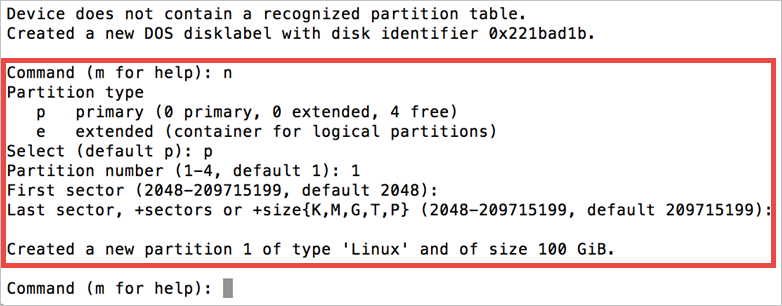 Device does not contain a recognized partition table.
Created a new DOS disklabel with disk identifier 0x221bad1b.
Command (m for help): n
Partition type
p primary (0 primary, 0 extended, 4 free)
e extended (container for logical partitions)
Select (default p): p
Partition number (1-4, default 1): 1
First sector (2048-209715199, default 2048):
Last sector, +sectors or +size{K,M,G,T,P} (2048-209715199, default 209715199):
Created a new partition 1 of type 'Linux' and of size 100 GiB.
Command (m for help):